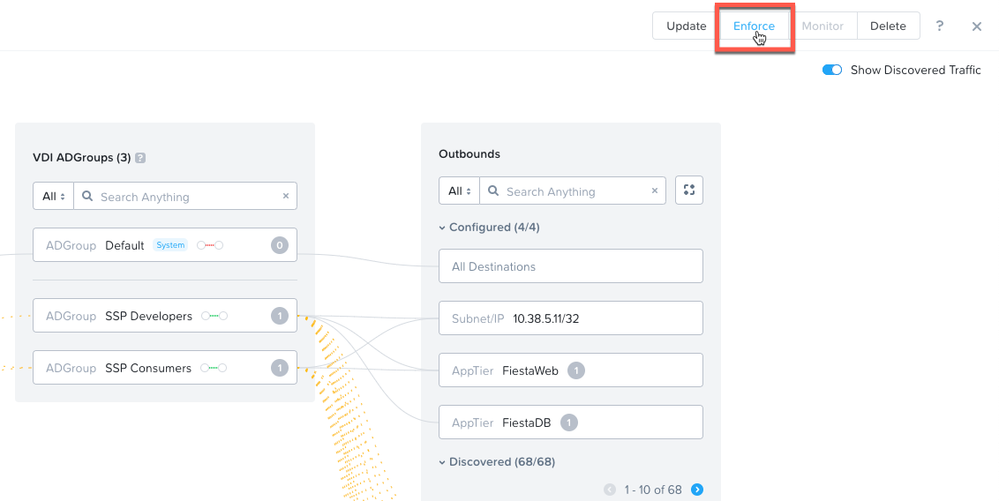 Update Enforce Monitor Delete ? ×
Show Discovered Traffic
VDI ADGroups (3) ?
All Search Anything ×
ADGroup Default System 0
ADGroup SSP Developers 1
ADGroup SSP Consumers 1
Outbounds
All Search Anything ×
Configured (4/4)
All Destinations
Subnet/IP 10.38.5.11/32
AppTier FiestaWeb 1
AppTier FiestaDB 1
Discovered (68/68)
1 - 10 of 68